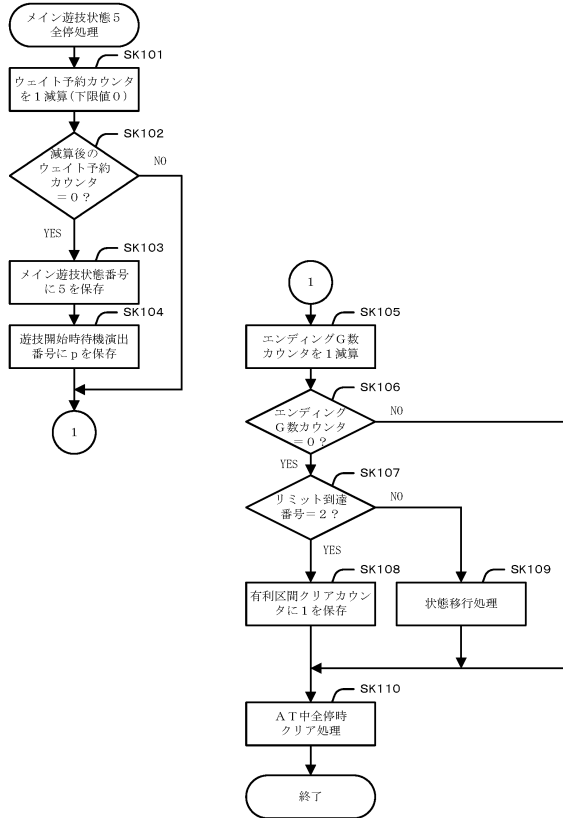 メイン遊技状態５
全停処理
SK101
ウェイト予約カウンタ
を１減算(下限値０)
SK102
減算後の
ウェイト予約
カウンタ
＝０？
NO
YES
SK103
メイン遊技状態番号
に５を保存
SK104
遊技開始時待機演出
番号にｐを保存
1
1
SK105
エンディングＧ数
カウンタを１減算
SK106
エンディング
Ｇ数カウンタ
＝０？
NO
YES
SK107
リミット到達
番号＝２？
NO
YES
SK108
有利区間クリアカウン
タに１を保存
SK109
状態移行処理
SK110
ＡＴ中全停時
クリア処理
終了